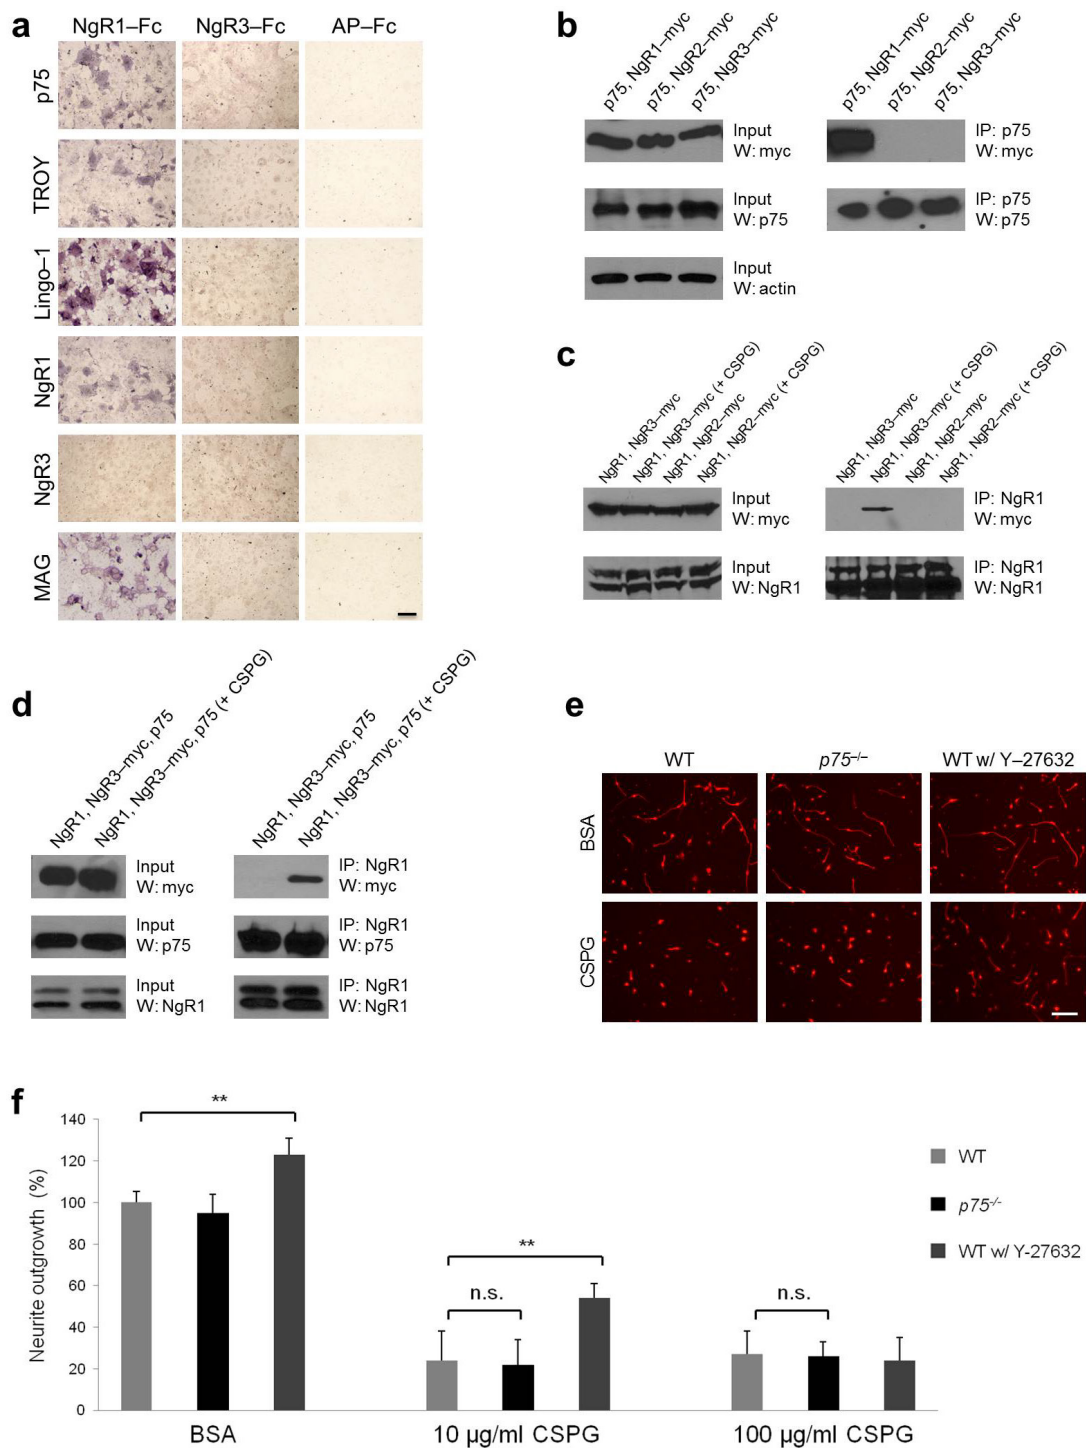 a
NgR1–Fc NgR3–Fc AP–Fc
p75
TROY
Lingo–1
NgR1
NgR3
MAG
b
p75, NgR1–myc
p75, NgR2–myc
p75, NgR3–myc
p75, NgR1–myc
p75, NgR2–myc
p75, NgR3–myc
Input
W: myc
IP: p75
W: myc
Input
W: p75
IP: p75
W: p75
Input
W: actin
c
NgR1, NgR3–myc
NgR1, NgR3–myc (+ CSPG)
NgR1, NgR2–myc
NgR1, NgR2–myc (+ CSPG)
NgR1, NgR3–myc
NgR1, NgR3–myc (+ CSPG)
NgR1, NgR2–myc
NgR1, NgR2–myc (+ CSPG)
Input
W: myc
IP: NgR1
W: myc
Input
W: NgR1
IP: NgR1
W: NgR1
d
NgR1, NgR3–myc, p75
NgR1, NgR3–myc, p75 (+ CSPG)
NgR1, NgR3–myc, p75
NgR1, NgR3–myc, p75 (+ CSPG)
Input
W: myc
IP: NgR1
W: myc
Input
W: p75
IP: NgR1
W: p75
Input
W: NgR1
IP: NgR1
W: NgR1
e
WT p75–/– WT w/ Y–27632
BSA
CSPG
f
Neurite outgrowth (%)
140
120
100
80
60
40
20
0
**
**
n.s.
n.s.
WT
p75-/-
WT w/ Y-27632
BSA 10 µg/ml CSPG 100 µg/ml CSPG